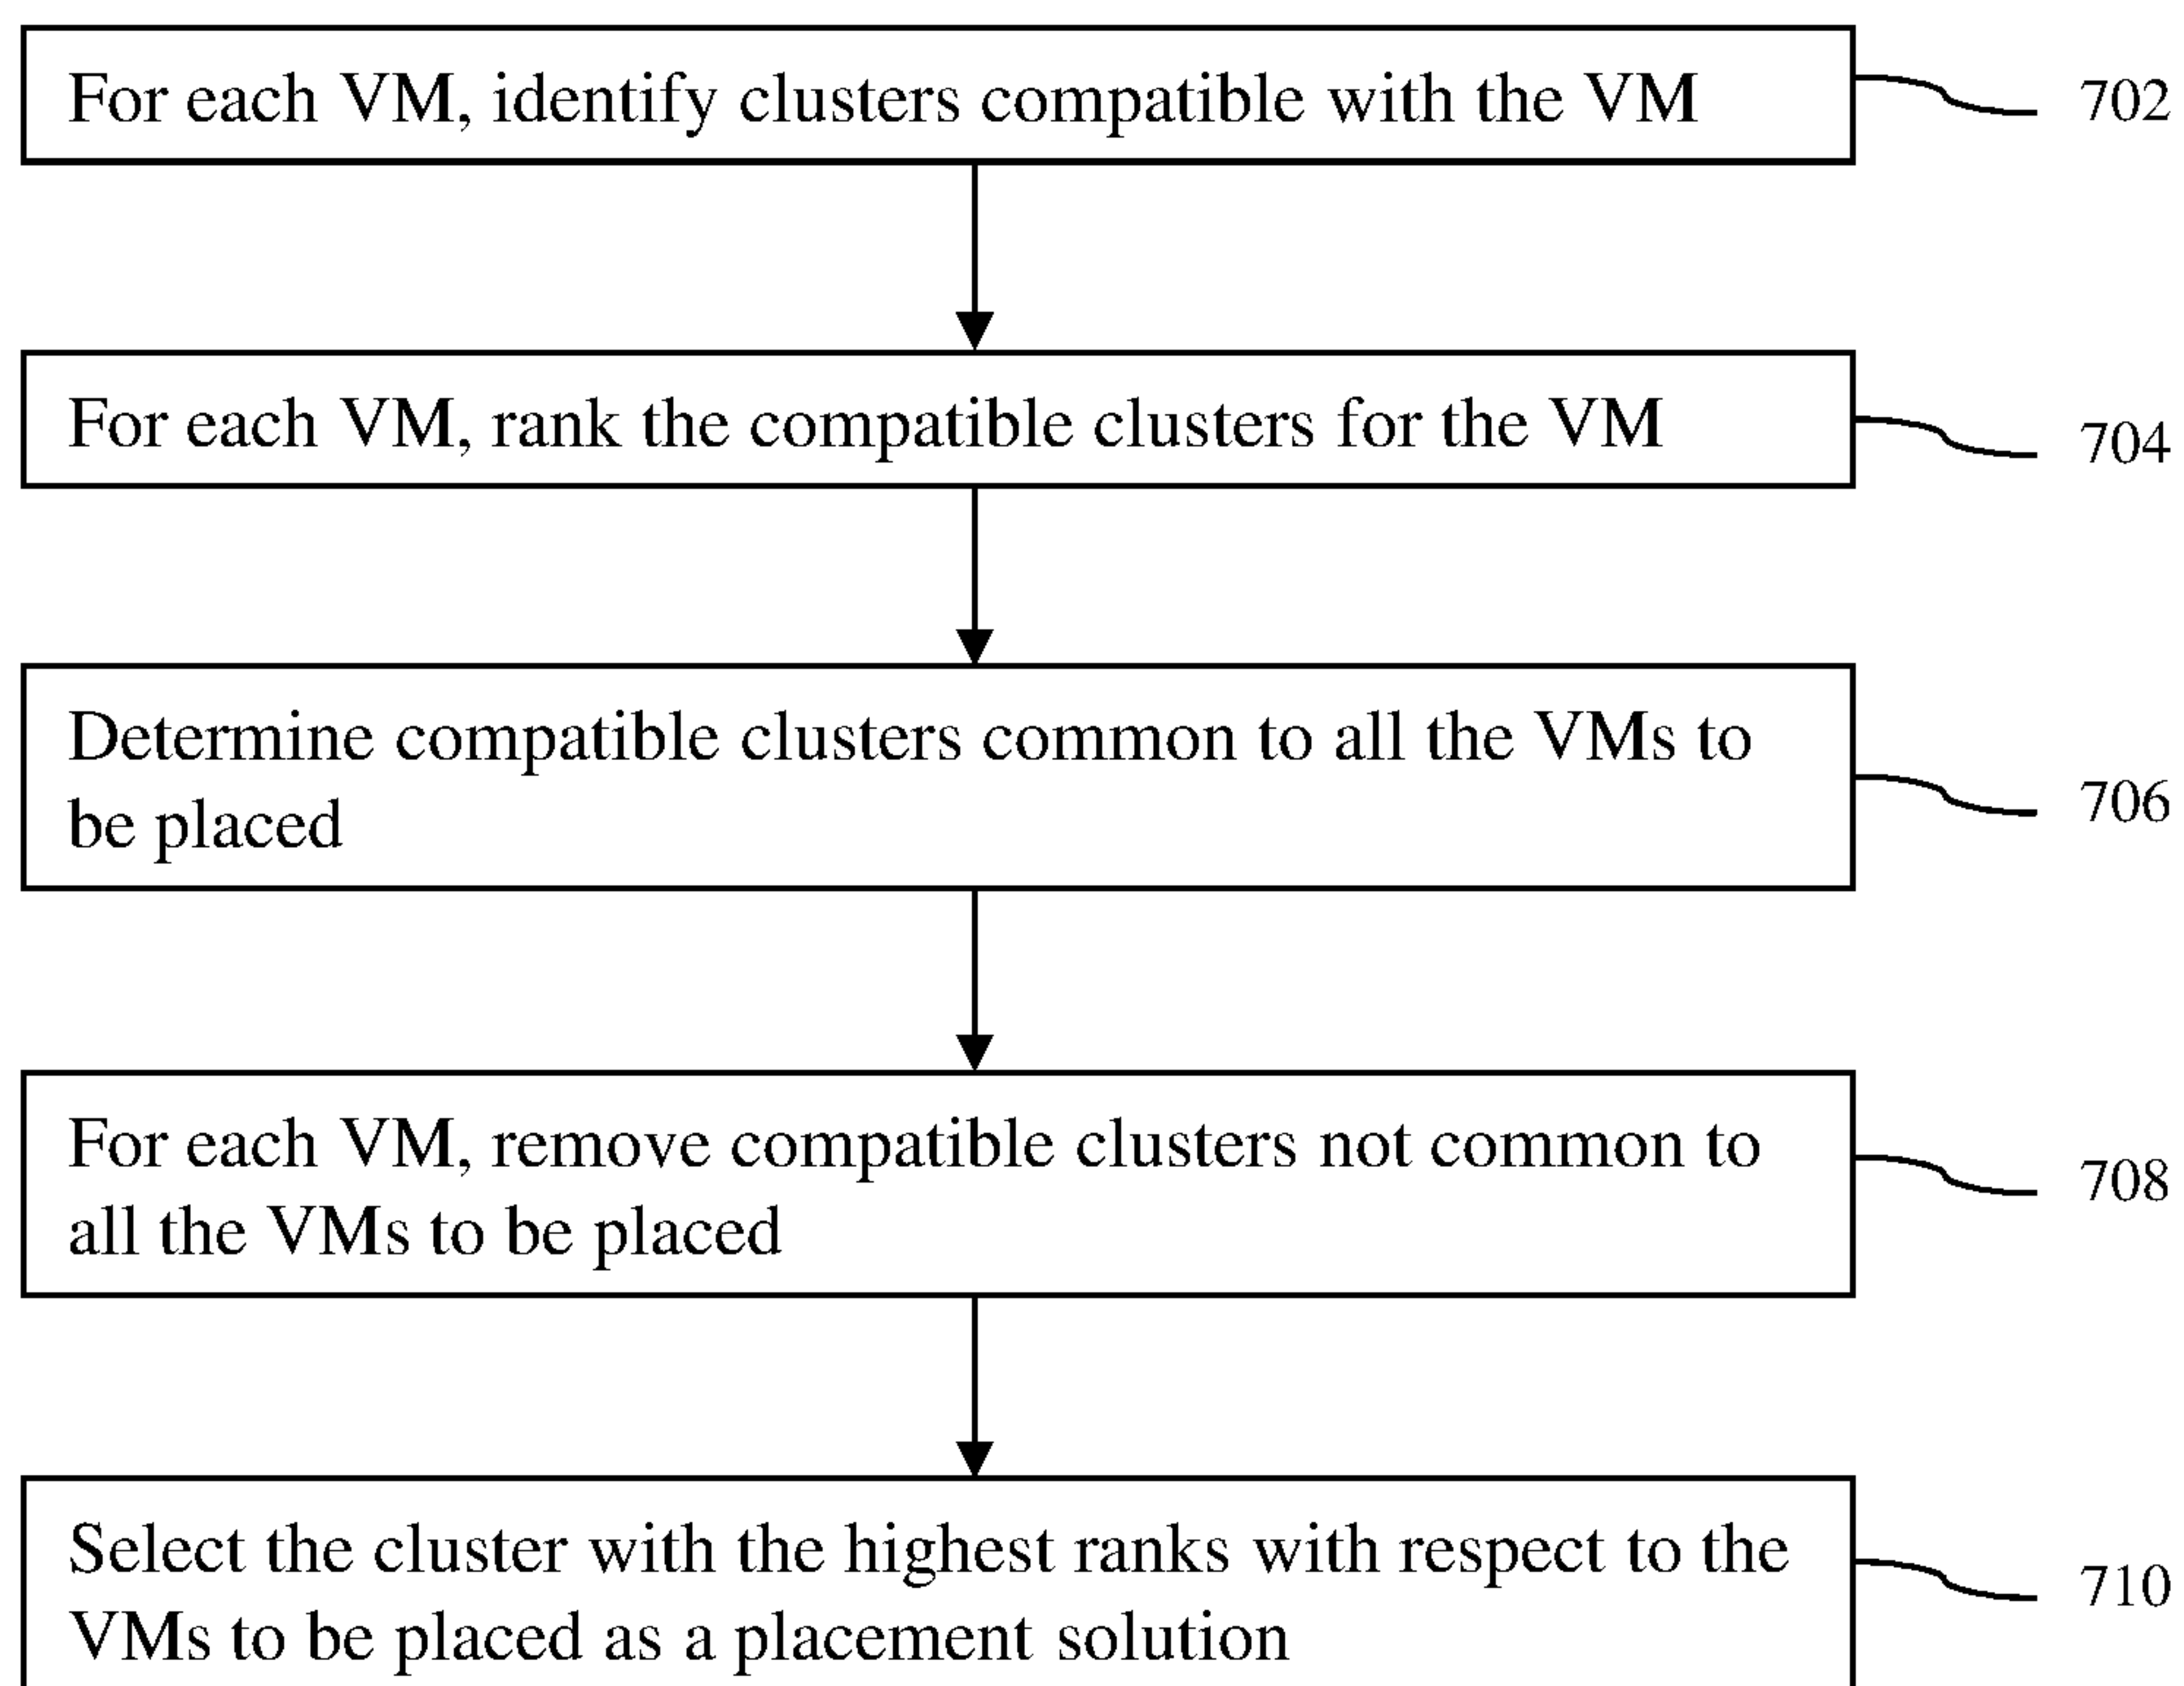 For each VM, identify clusters compatible with the VM
702
For each VM, rank the compatible clusters for the VM
704
Determine compatible clusters common to all the VMs to
be placed
706
For each VM, remove compatible clusters not common to
all the VMs to be placed
708
Select the cluster with the highest ranks with respect to the
VMs to be placed as a placement solution
710